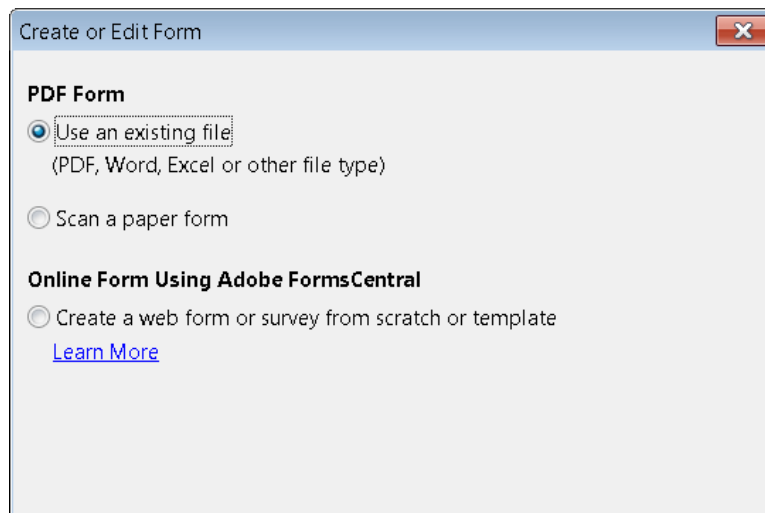 Create or Edit Form
PDF Form
Use an existing file
(PDF, Word, Excel or other file type)
Scan a paper form
Online Form Using Adobe FormsCentral
Create a web form or survey from scratch or template
Learn More